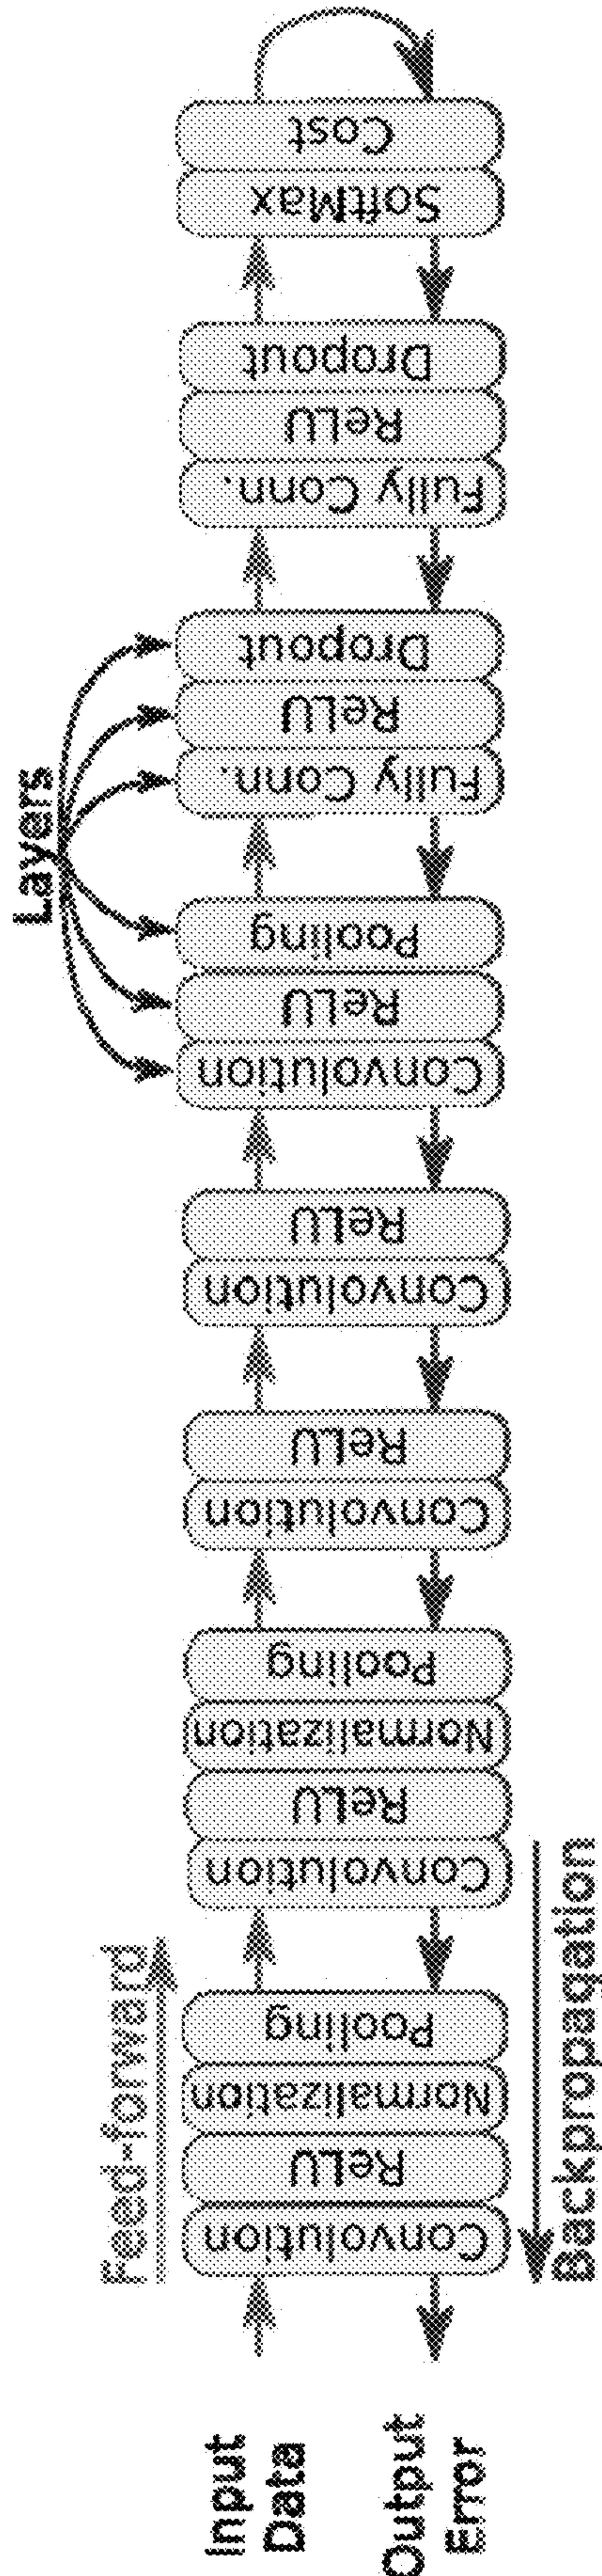 Layers
Feed-forward
Input
Data
Output
Error
Convolution
ReLU
Normalization
Pooling
Convolution
ReLU
Normalization
Pooling
Convolution
ReLU
Convolution
ReLU
Convolution
ReLU
Pooling
Fully Conn.
ReLU
Dropout
Fully Conn.
ReLU
Dropout
SoftMax
Cost
Backpropagation